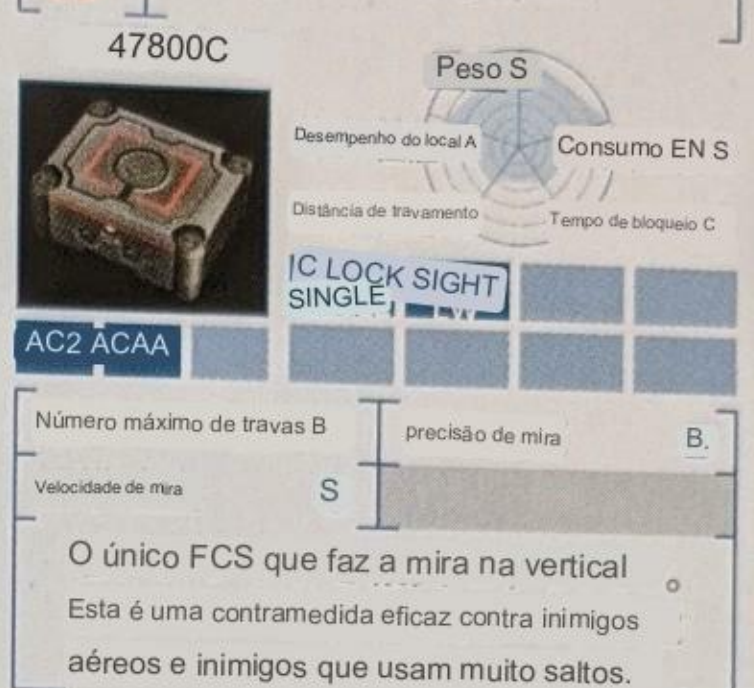 47800C
Peso S
Desempenho do local A
Consumo EN S
Distância de travamento
Tempo de bloqueio C
IC LOCK SIGHT
SINGLE
AC2 ACAA
Número máximo de travas B
precisão de mira B.
Velocidade de mira S
O único FCS que faz a mira na vertical
Esta é uma contramedida eficaz contra inimigos
aéreos e inimigos que usam muito saltos.